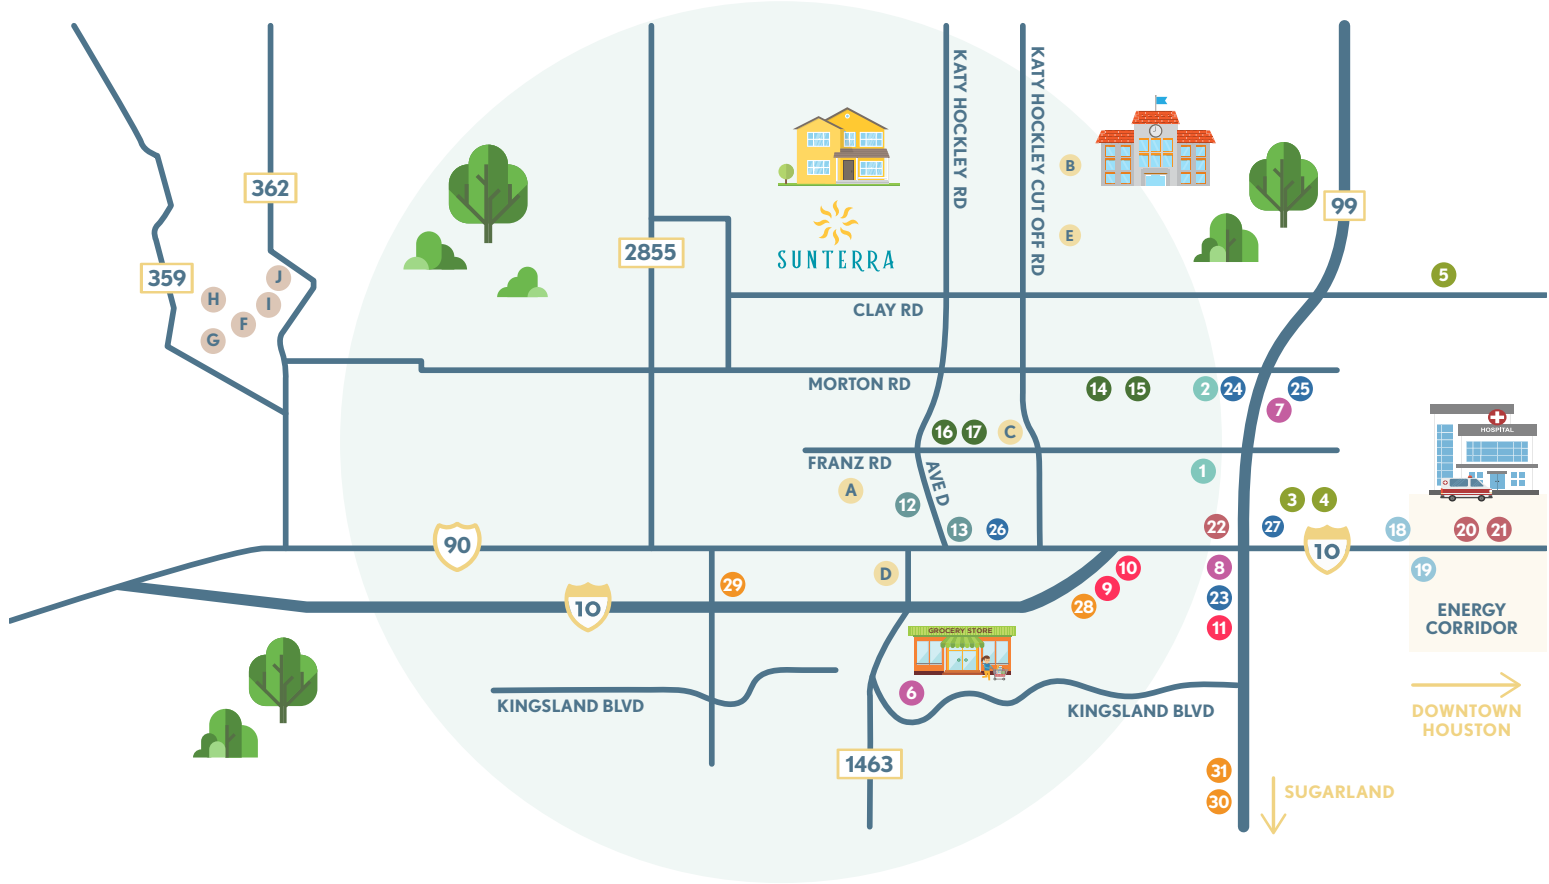 KATY HOCKLEY RD
KATY HOCKLEY CUT OFF RD
B
362
99
E
2855
SUNTERRA
359
J
5
H
I
CLAY RD
F
G
MORTON RD
14
15
2
24
25
7
16
17
C
HOSPITAL
FRANZ RD
AVE D
1
A
12
3
4
13
26
22
27
18
20
21
90
10
D
10
8
19
29
9
23
28
10
ENERGY
CORRIDOR
11
GROCERY STORE
6
KINGSLAND BLVD
KINGSLAND BLVD
DOWNTOWN
HOUSTON
1463
31
30
SUGARLAND